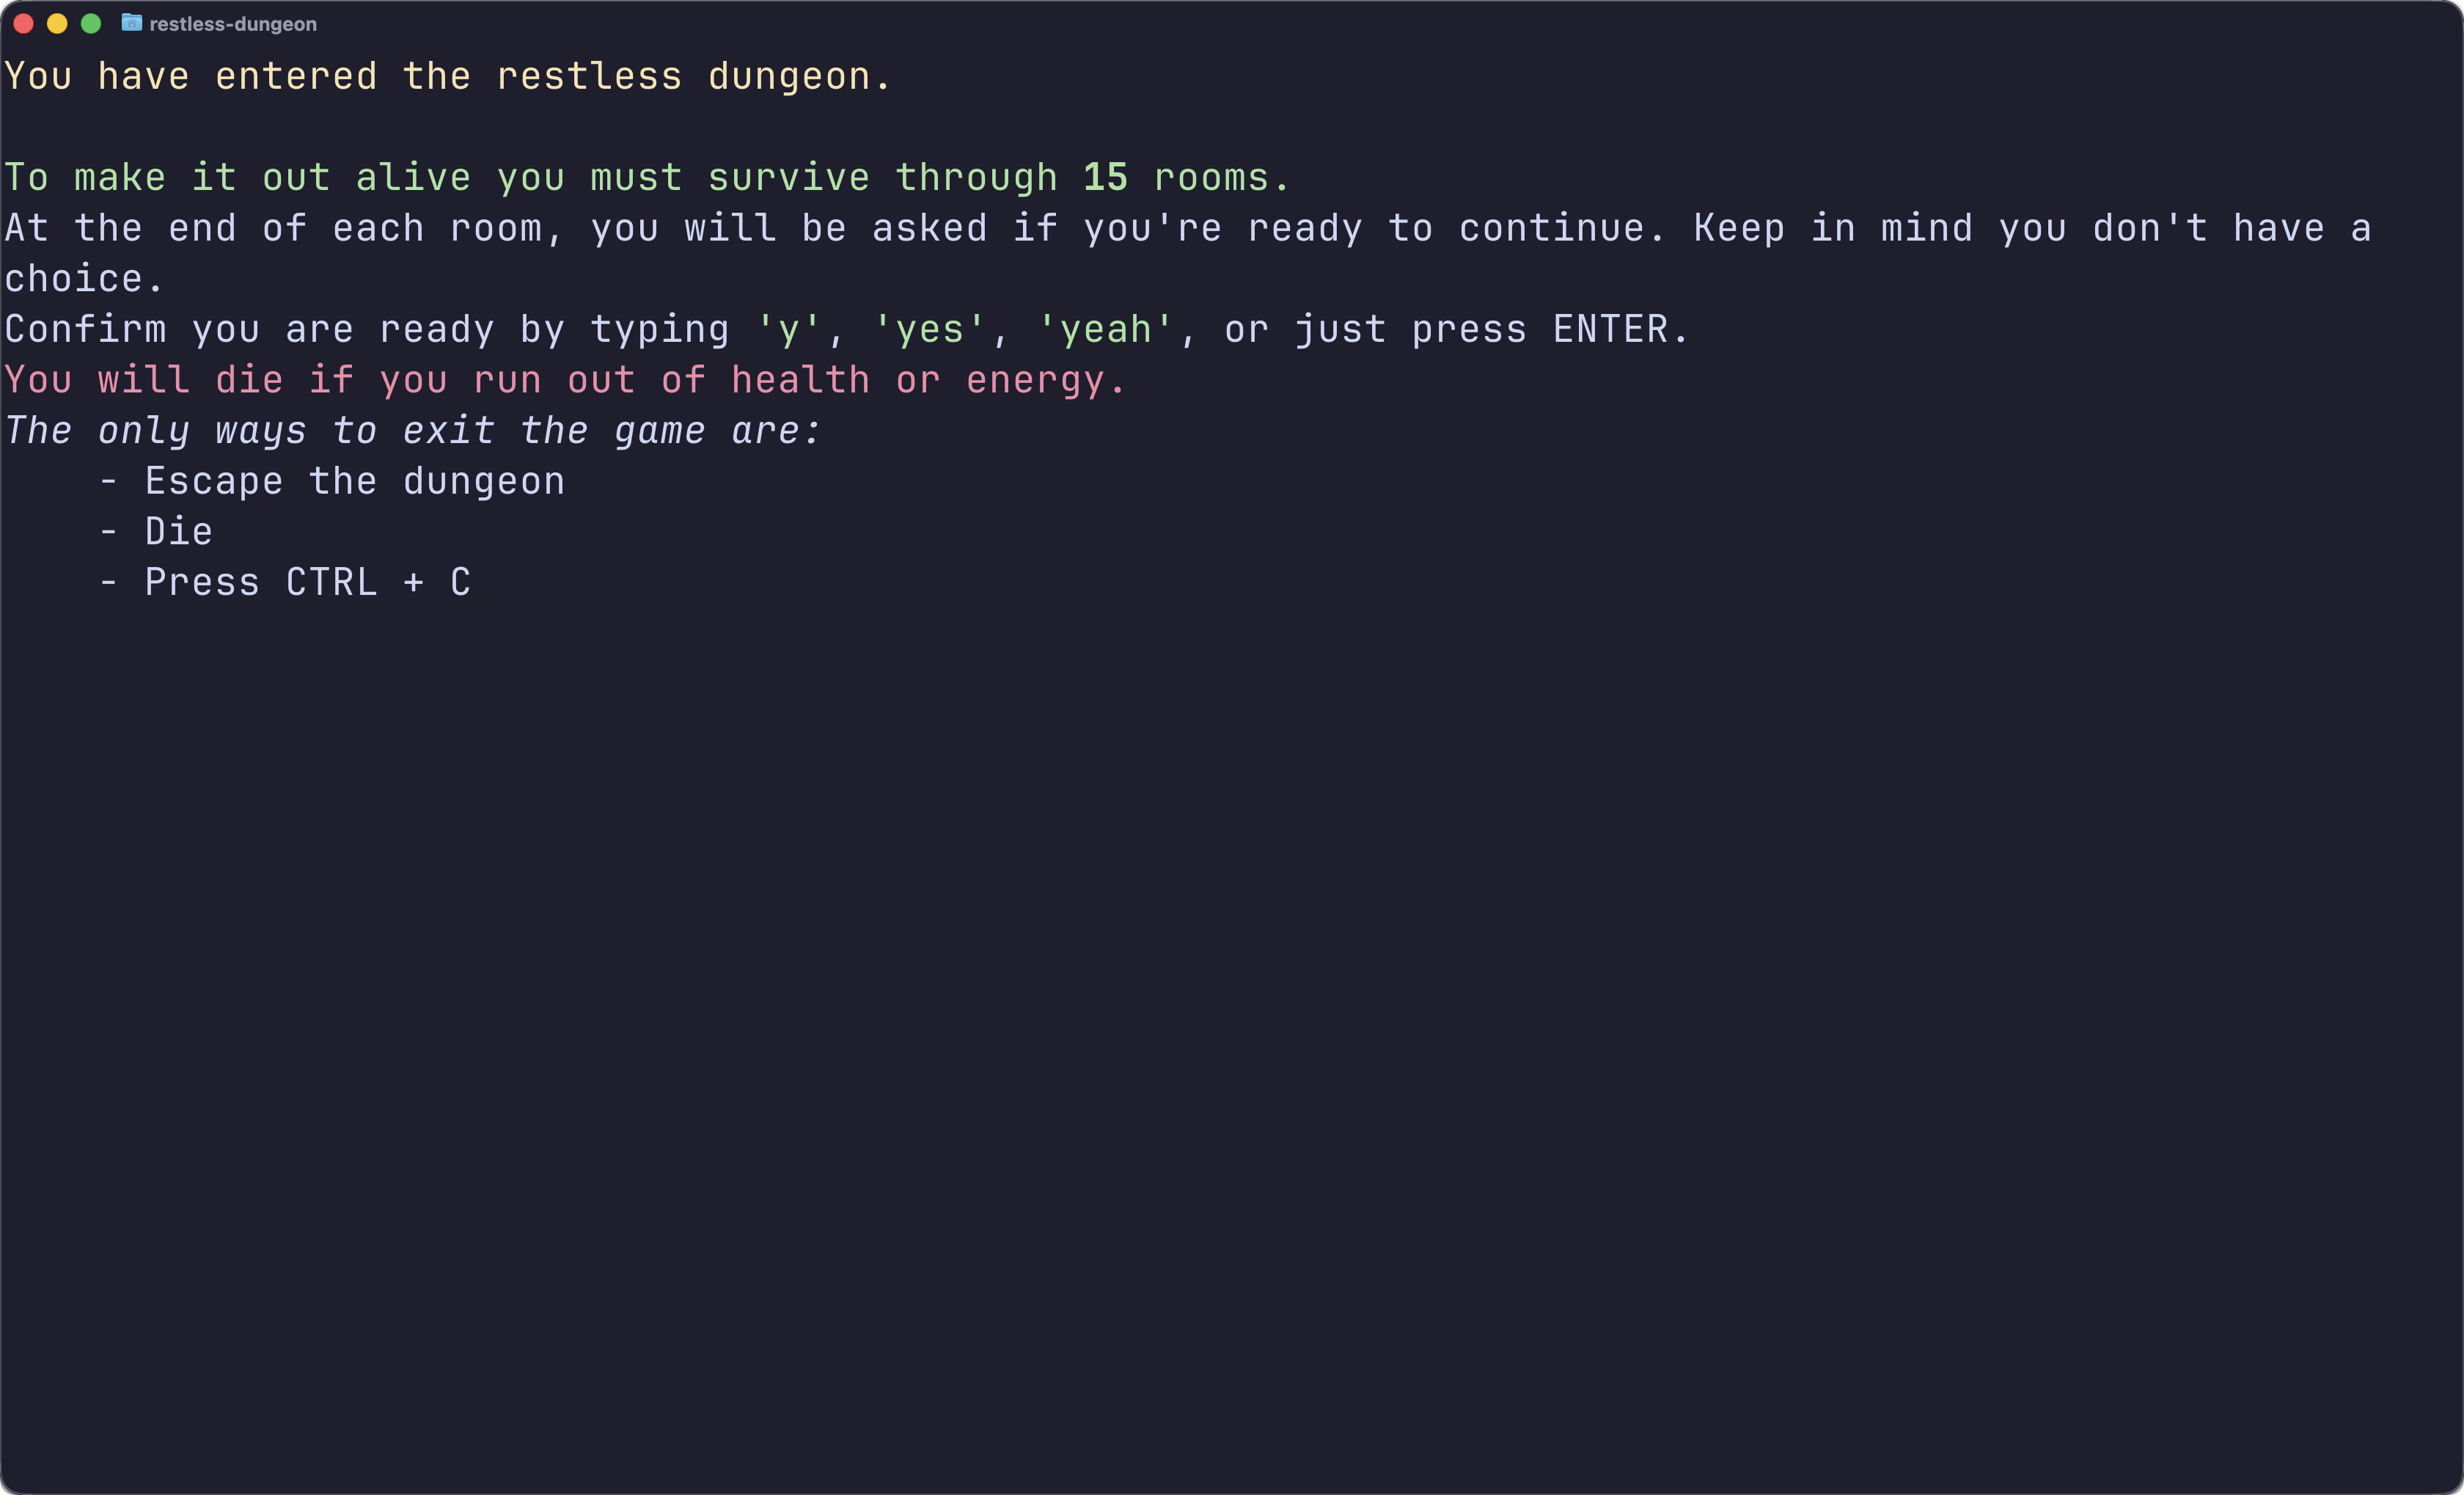 restless-dungeon
You have entered the restless dungeon.
To make it out alive you must survive through 15 rooms.
At the end of each room, you will be asked if you're ready to continue. Keep in mind you don't have a
choice.
Confirm you are ready by typing 'y', 'yes', 'yeah', or just press ENTER.
You will die if you run out of health or energy.
The only ways to exit the game are:
- Escape the dungeon
- Die
- Press CTRL + C